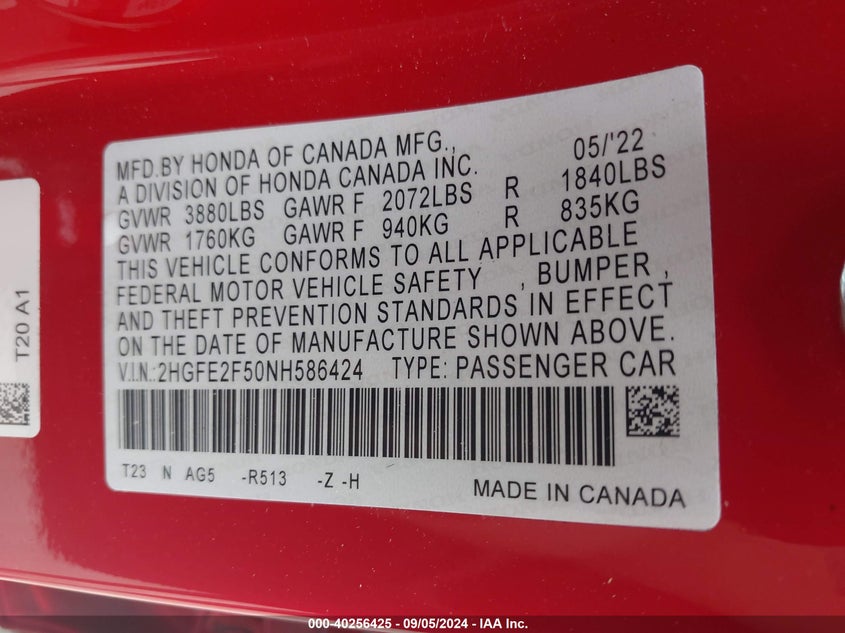 MFD.BY HONDA OF CANADA MFG., 05/'22
A DIVISION OF HONDA CANADA INC.
GVWR 3880LBS GAWR F 2072LBS R 1840LBS
GVWR 1760KG GAWR F 940KG R 835KG
THIS VEHICLE CONFORMS TO ALL APPLICABLE
FEDERAL MOTOR VEHICLE SAFETY , BUMPER ,
AND THEFT PREVENTION STANDARDS IN EFFECT
ON THE DATE OF MANUFACTURE SHOWN ABOVE.
V.I.N.:2HGFE2F50NH586424 TYPE: PASSENGER CAR
T23 N AG5 -R513 -Z -H
MADE IN CANADA
T20 A1
000-40256425 - 09/05/2024 - IAA Inc.